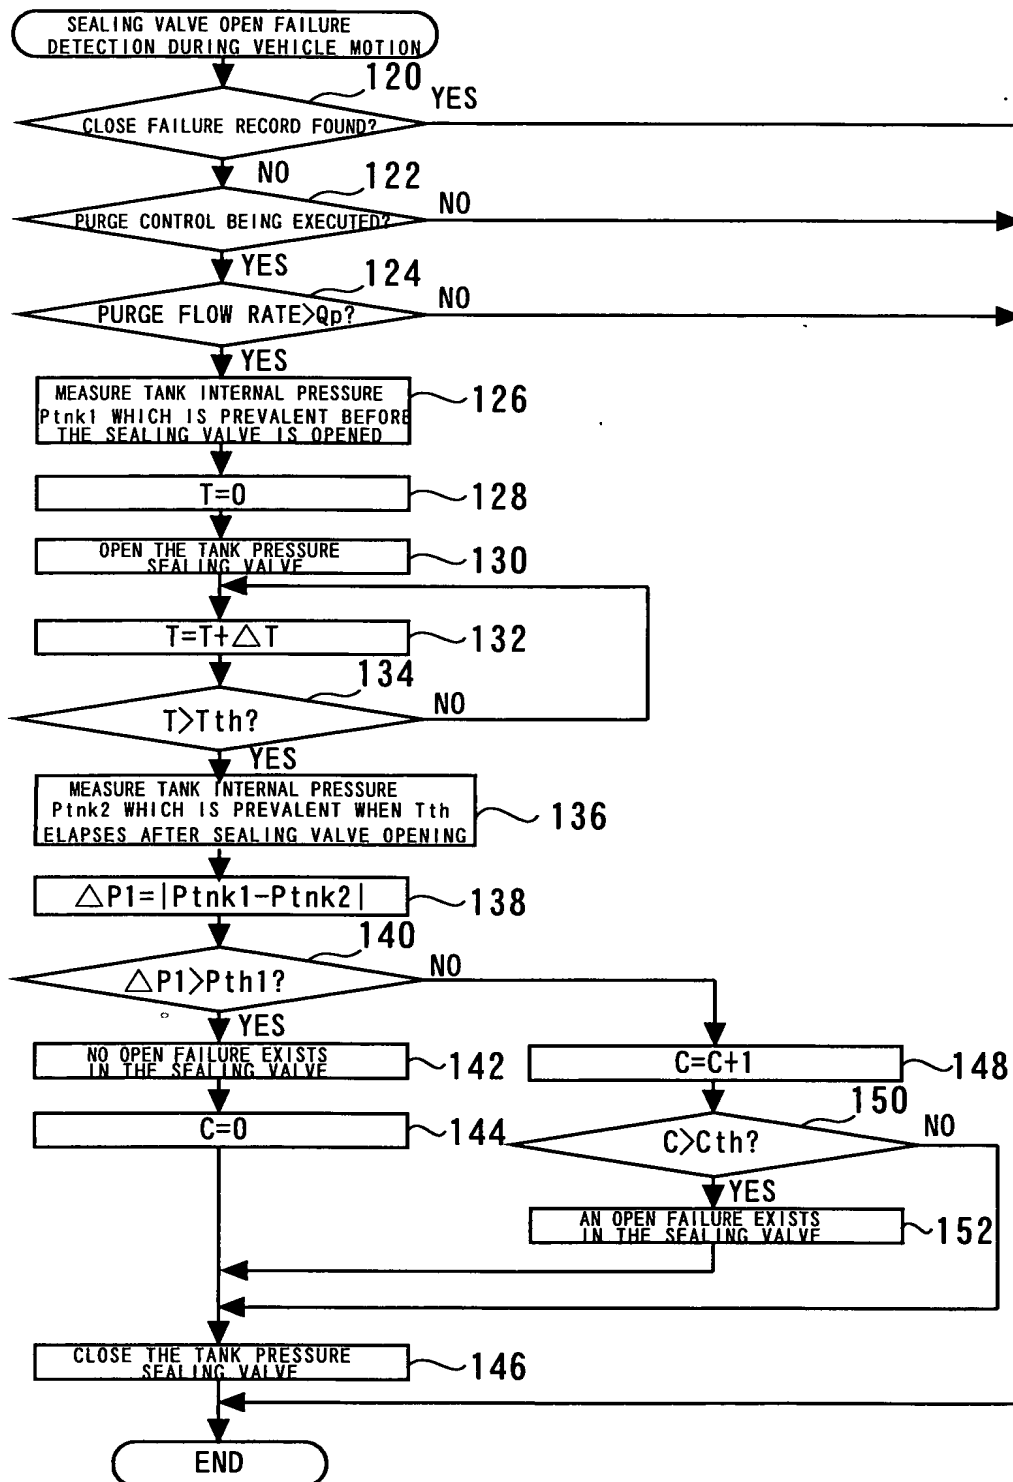 SEALING VALVE OPEN FAILURE
DETECTION DURING VEHICLE MOTION
120
CLOSE FAILURE RECORD FOUND?
YES
NO
122
PURGE CONTROL BEING EXECUTED?
NO
YES
124
PURGE FLOW RATE>Qp?
NO
YES
MEASURE TANK INTERNAL PRESSURE
Ptnk1 WHICH IS PREVALENT BEFORE
THE SEALING VALVE IS OPENED
126
T=0
128
OPEN THE TANK PRESSURE
SEALING VALVE
130
T=T+△T
132
134
T>Tth?
NO
YES
MEASURE TANK INTERNAL PRESSURE
Ptnk2 WHICH IS PREVALENT WHEN Tth
ELAPSES AFTER SEALING VALVE OPENING
136
△P1=|Ptnk1-Ptnk2|
138
140
△P1>Pth1?
NO
YES
NO OPEN FAILURE EXISTS
IN THE SEALING VALVE
142
C=0
144
C=C+1
148
150
C>Cth?
NO
YES
AN OPEN FAILURE EXISTS
IN THE SEALING VALVE
152
CLOSE THE TANK PRESSURE
SEALING VALVE
146
END